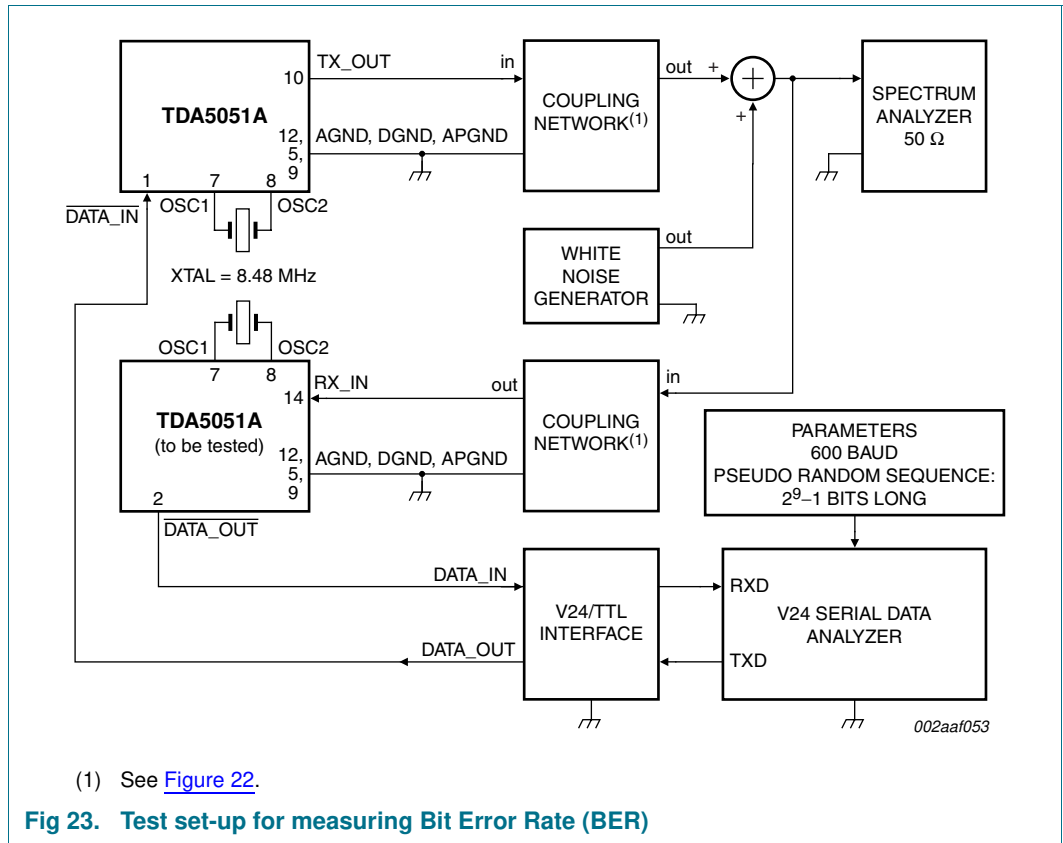 TDA5051A
10
TX_OUT
12,
5,
9
AGND, DGND, APGND
1
7
8
DATA_IN
OSC1
OSC2
in
COUPLING
NETWORK(1)
out
+
+
+
SPECTRUM
ANALYZER
50 Ω
WHITE
NOISE
GENERATOR
out
XTAL = 8.48 MHz
OSC1
OSC2
7
8
TDA5051A
(to be tested)
14
RX_IN
12,
5,
9
AGND, DGND, APGND
2
DATA_OUT
out
COUPLING
NETWORK(1)
in
PARAMETERS
600 BAUD
PSEUDO RANDOM SEQUENCE:
2⁹–1 BITS LONG
DATA_IN
DATA_OUT
V24/TTL
INTERFACE
RXD
V24 SERIAL DATA
ANALYZER
TXD
002aaf053
(1) See Figure 22.
Fig 23. Test set-up for measuring Bit Error Rate (BER)